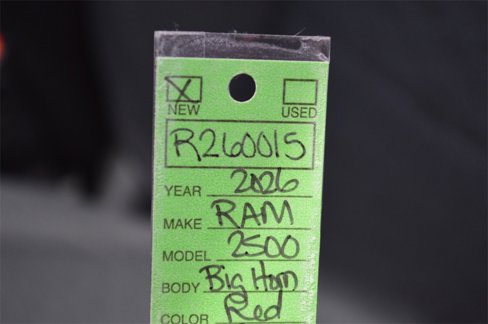 X
NEW USED
R260015
YEAR 2026
MAKE RAM
MODEL 2500
BODY Big Horn
COLOR Red